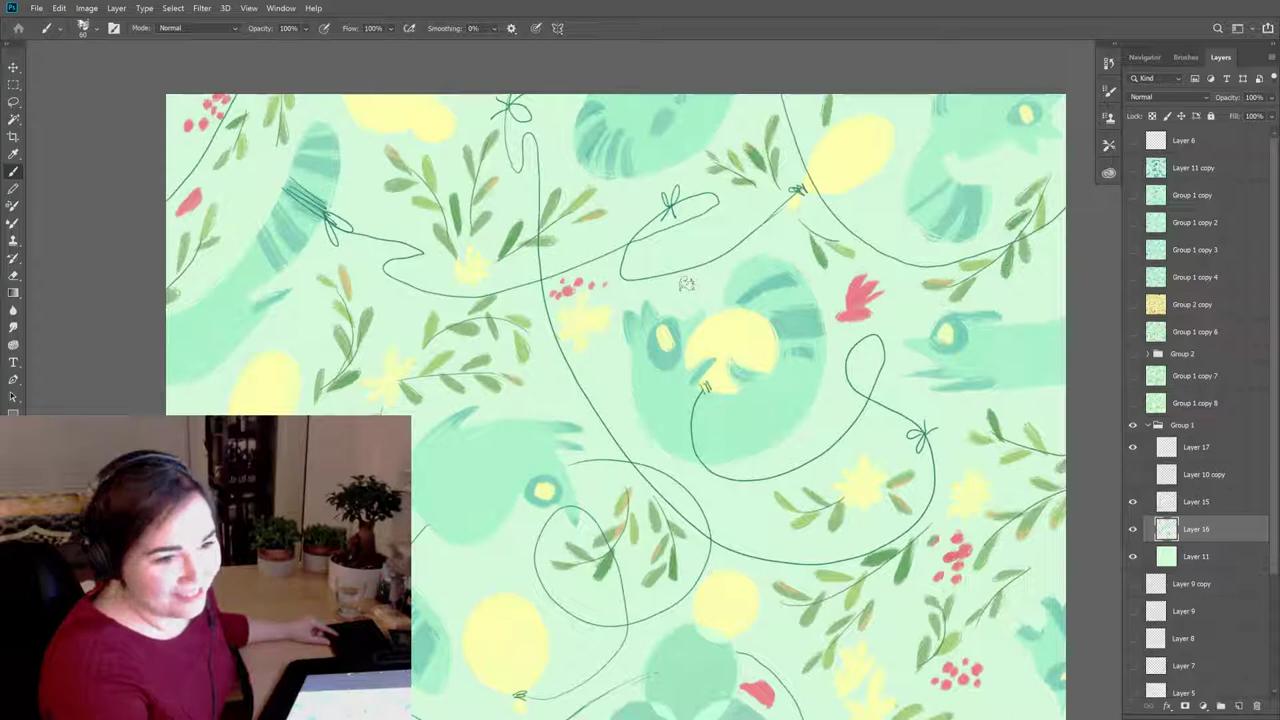 Ps File Edit Image Layer Type Select Filter 3D View Window Help
60 Mode: Normal Opacity: 100% Flow: 100% Smoothing: 0%
Navigator Brushes Layers
Kind
Normal Opacity: 100%
Lock: Fill: 100%
Layer 6
Layer 11 copy
Group 1 copy
Group 1 copy 2
Group 1 copy 3
Group 1 copy 4
Group 2 copy
Group 1 copy 6
Group 2
Group 1 copy 7
Group 1 copy 8
Group 1
Layer 17
Layer 10 copy
Layer 15
Layer 16
Layer 11
Layer 9 copy
Layer 9
Layer 8
Layer 7
Layer 5
fx